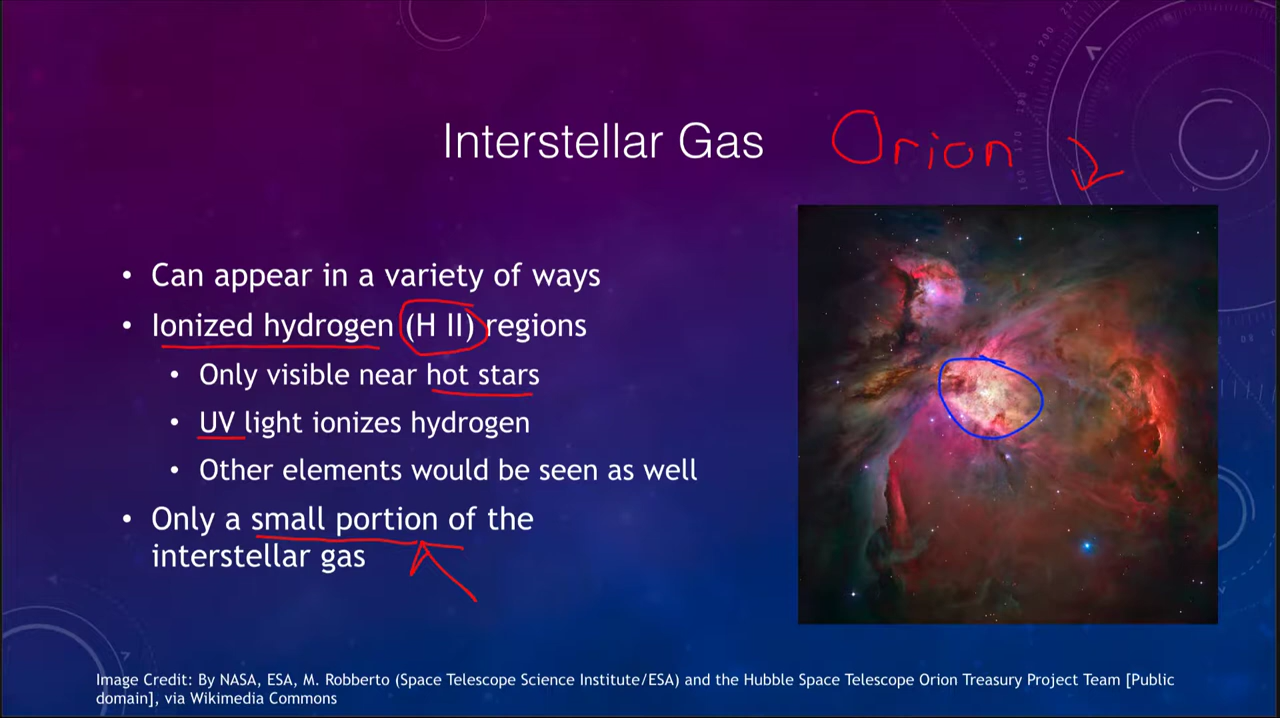 Interstellar Gas
Orion
• Can appear in a variety of ways
• Ionized hydrogen (H II) regions
• Only visible near hot stars
• UV light ionizes hydrogen
• Other elements would be seen as well
• Only a small portion of the
interstellar gas
Image Credit: By NASA, ESA, M. Robberto (Space Telescope Science Institute/ESA) and the Hubble Space Telescope Orion Treasury Project Team [Public
domain], via Wikimedia Commons